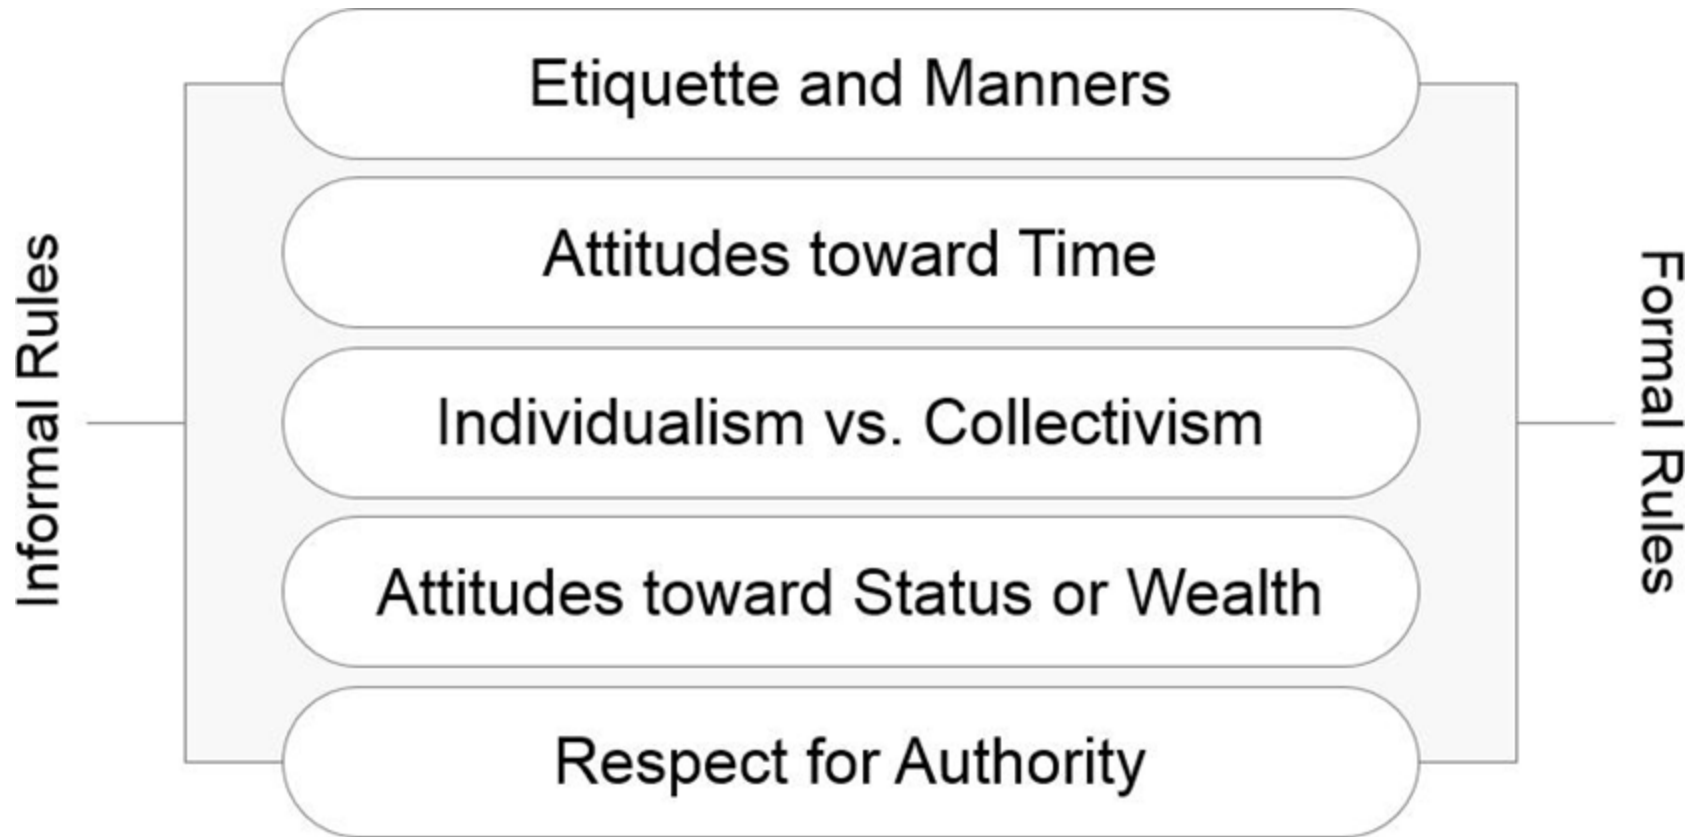 Informal Rules
Etiquette and Manners
Attitudes toward Time
Individualism vs. Collectivism
Attitudes toward Status or Wealth
Respect for Authority
Formal Rules